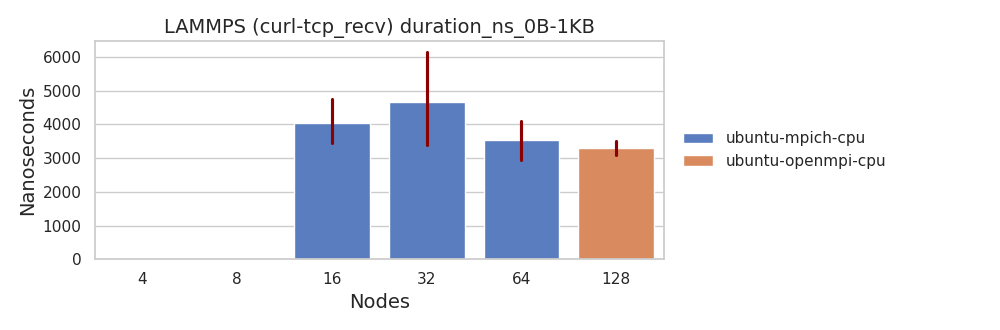 LAMMPS (curl-tcp_recv) duration_ns_0B-1KB
Nanoseconds
6000
5000
4000
3000
2000
1000
0
4 8 16 32 64 128
Nodes
ubuntu-mpich-cpu
ubuntu-openmpi-cpu